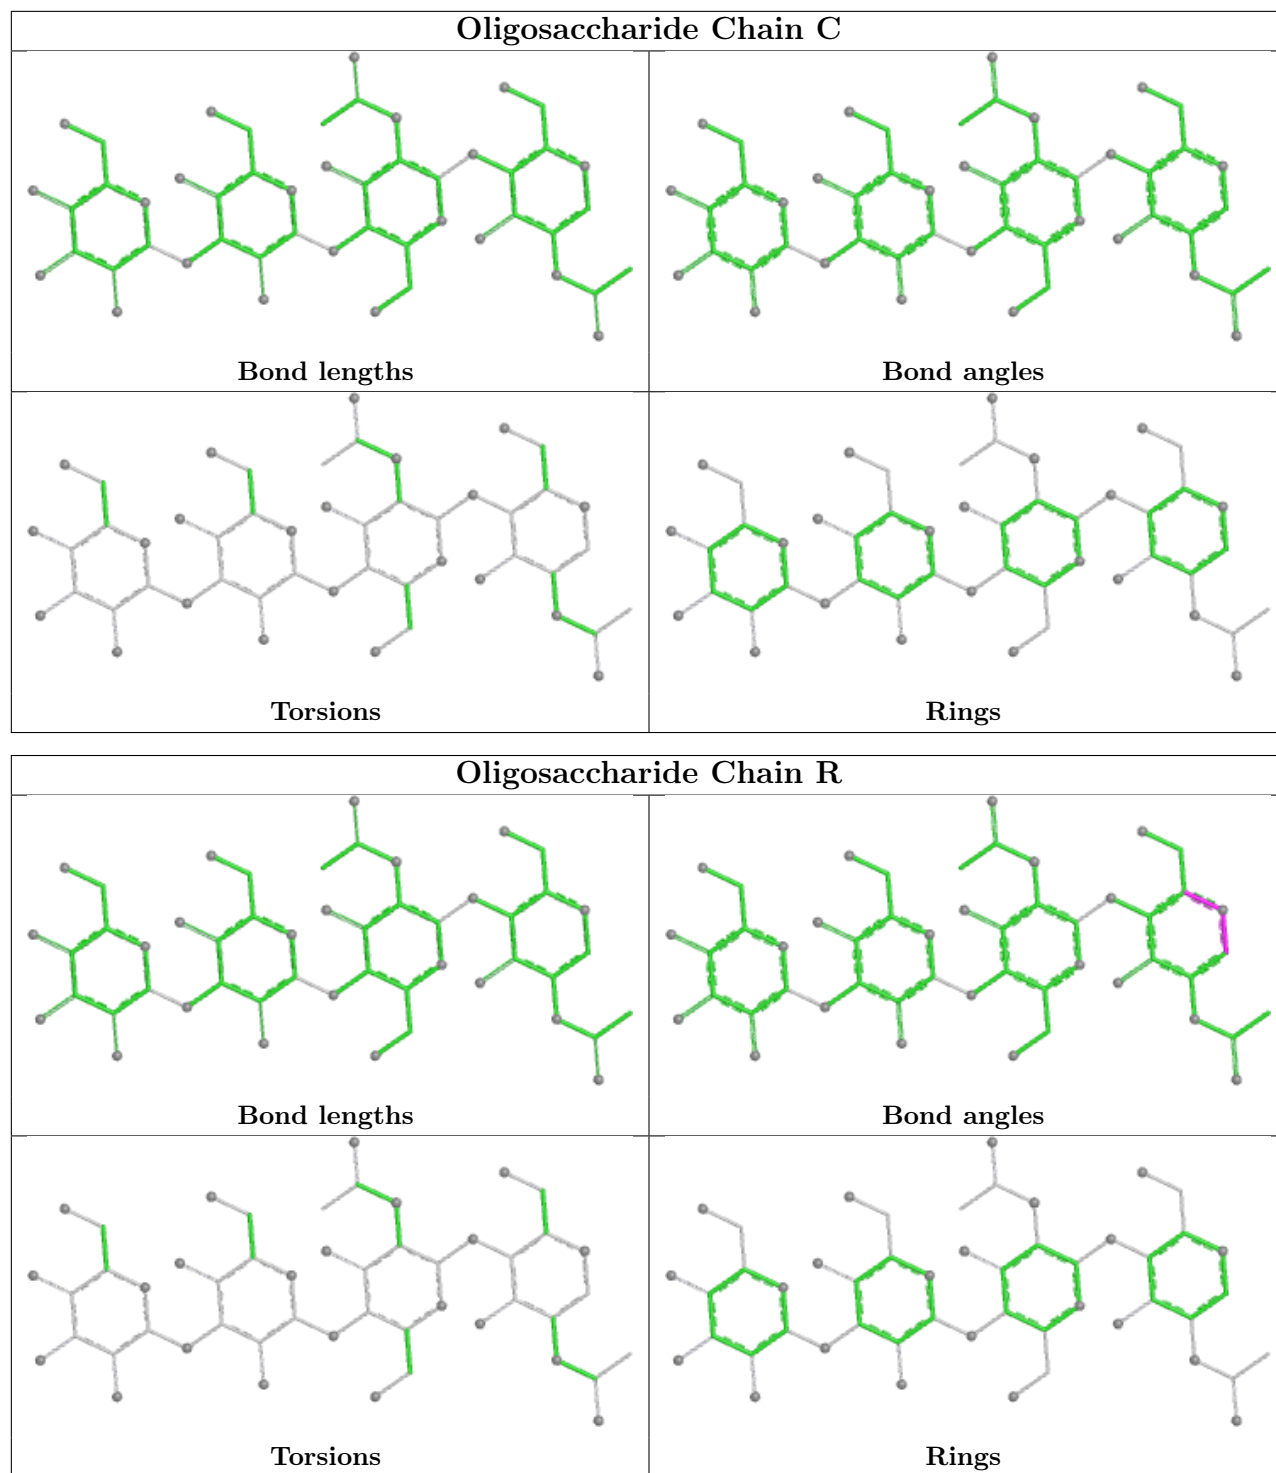 Oligosaccharide Chain C
Bond lengths
Bond angles
Torsions
Rings
Oligosaccharide Chain R
Bond lengths
Bond angles
Torsions
Rings